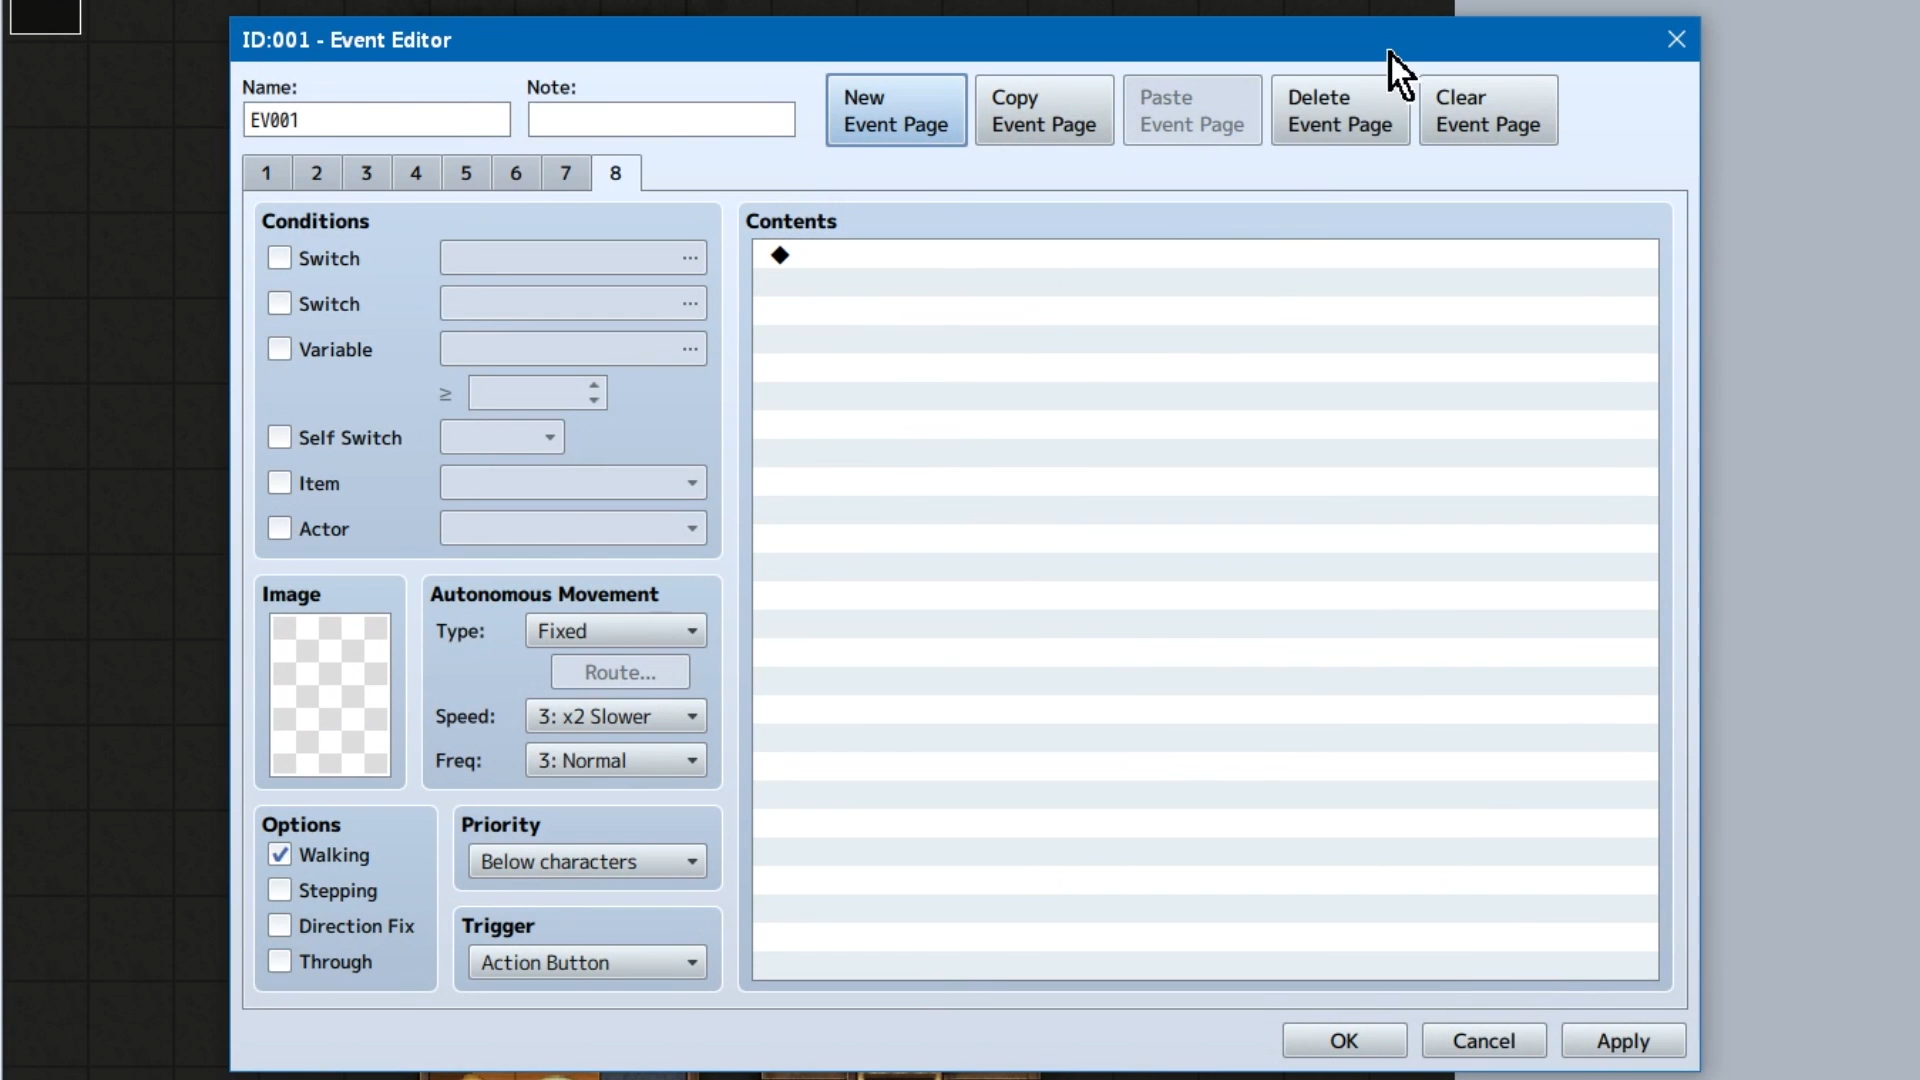 ID:001 - Event Editor
Name:
Note:
EV001
New
Event Page
Copy
Event Page
Paste
Event Page
Delete
Event Page
Clear
Event Page
1 2 3 4 5 6 7 8
Conditions
Switch ...
Switch ...
Variable ...
≥
Self Switch
Item
Actor
Image
Autonomous Movement
Type: Fixed
Route...
Speed: 3: x2 Slower
Freq: 3: Normal
Options
Walking
Stepping
Direction Fix
Through
Priority
Below characters
Trigger
Action Button
Contents
◆
OK Cancel Apply